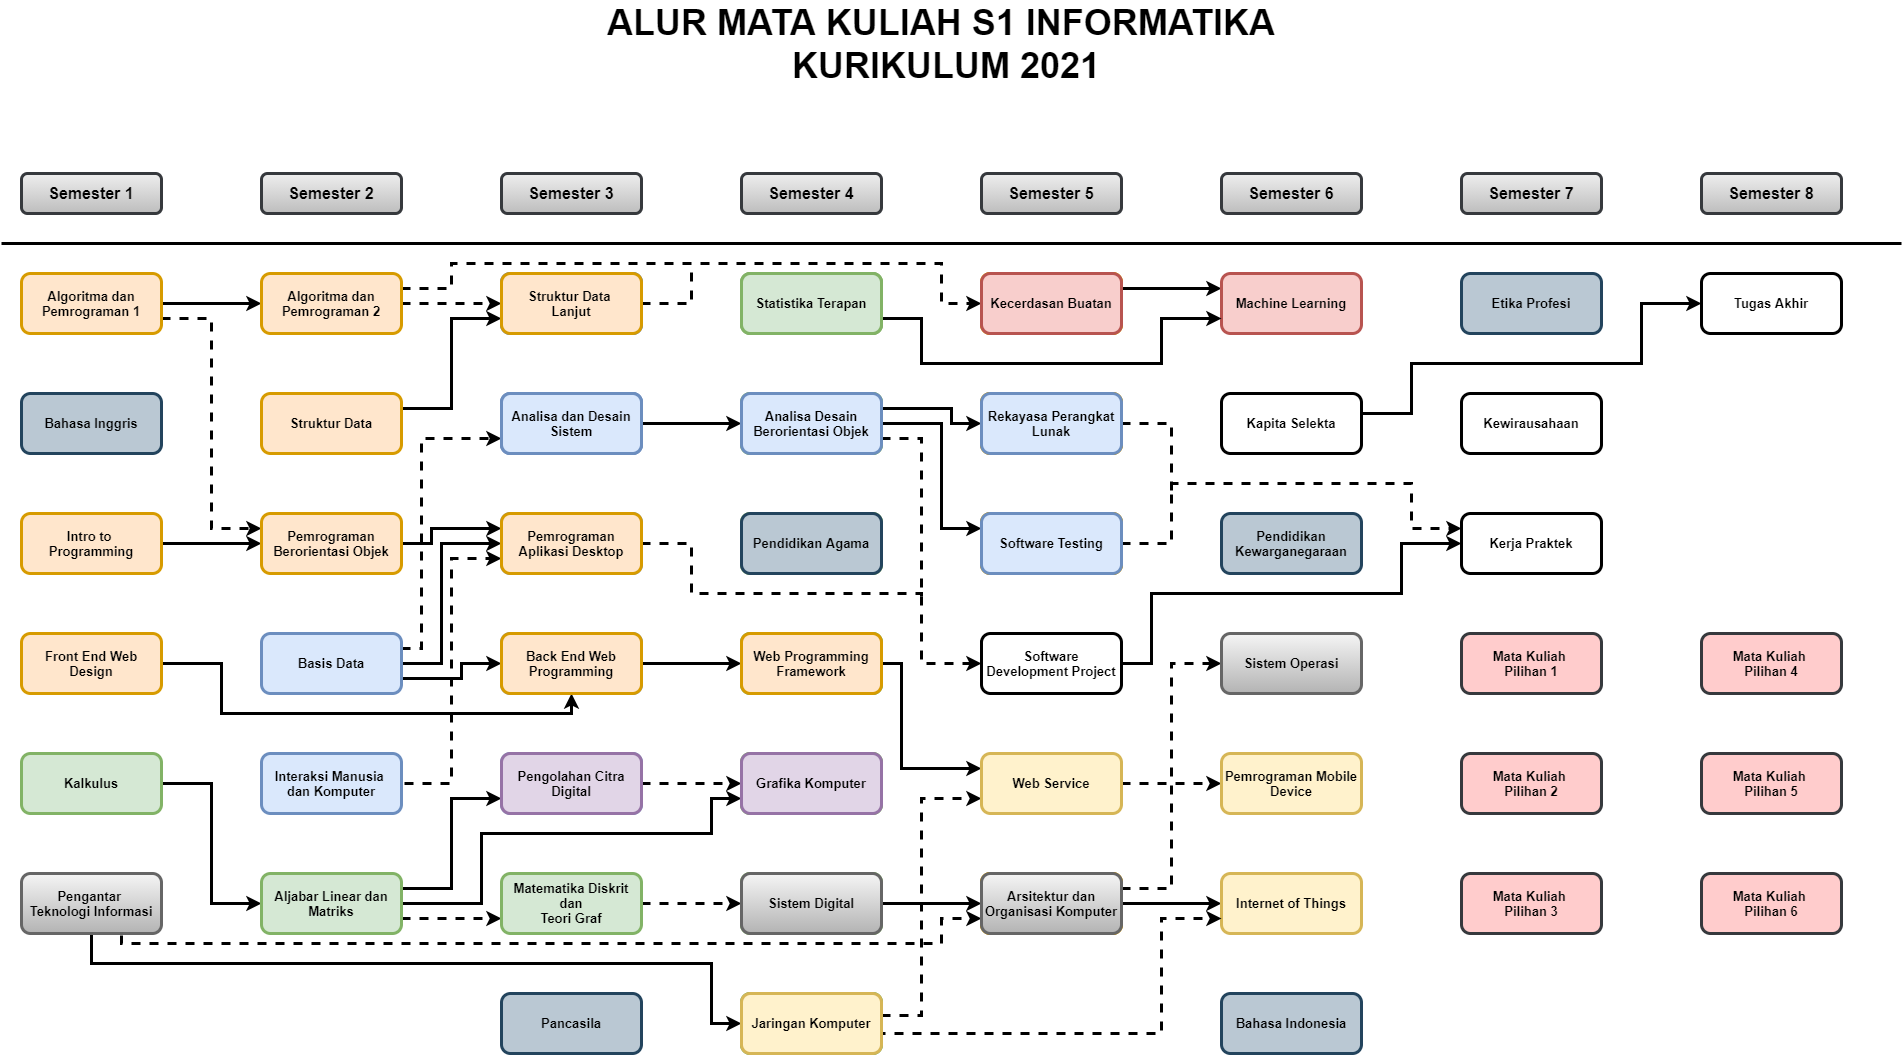 ALUR MATA KULIAH S1 INFORMATIKA
KURIKULUM 2021
Semester 1
Semester 2
Semester 3
Semester 4
Semester 5
Semester 6
Semester 7
Semester 8
Algoritma dan
Pemrograman 1
Algoritma dan
Pemrograman 2
Struktur Data
Lanjut
Statistika Terapan
Kecerdasan Buatan
Machine Learning
Etika Profesi
Tugas Akhir
Bahasa Inggris
Struktur Data
Analisa dan Desain
Sistem
Analisa Desain
Berorientasi Objek
Rekayasa Perangkat
Lunak
Kapita Selekta
Kewirausahaan
Intro to
Programming
Pemrograman
Berorientasi Objek
Pemrograman
Aplikasi Desktop
Pendidikan Agama
Software Testing
Pendidikan
Kewarganegaraan
Kerja Praktek
Front End Web
Design
Basis Data
Back End Web
Programming
Web Programming
Framework
Software
Development Project
Sistem Operasi
Mata Kuliah
Pilihan 1
Mata Kuliah
Pilihan 4
Kalkulus
Interaksi Manusia
dan Komputer
Pengolahan Citra
Digital
Grafika Komputer
Web Service
Pemrograman Mobile
Device
Mata Kuliah
Pilihan 2
Mata Kuliah
Pilihan 5
Pengantar
Teknologi Informasi
Aljabar Linear dan
Matriks
Matematika Diskrit
dan
Teori Graf
Sistem Digital
Arsitektur dan
Organisasi Komputer
Internet of Things
Mata Kuliah
Pilihan 3
Mata Kuliah
Pilihan 6
Pancasila
Jaringan Komputer
Bahasa Indonesia